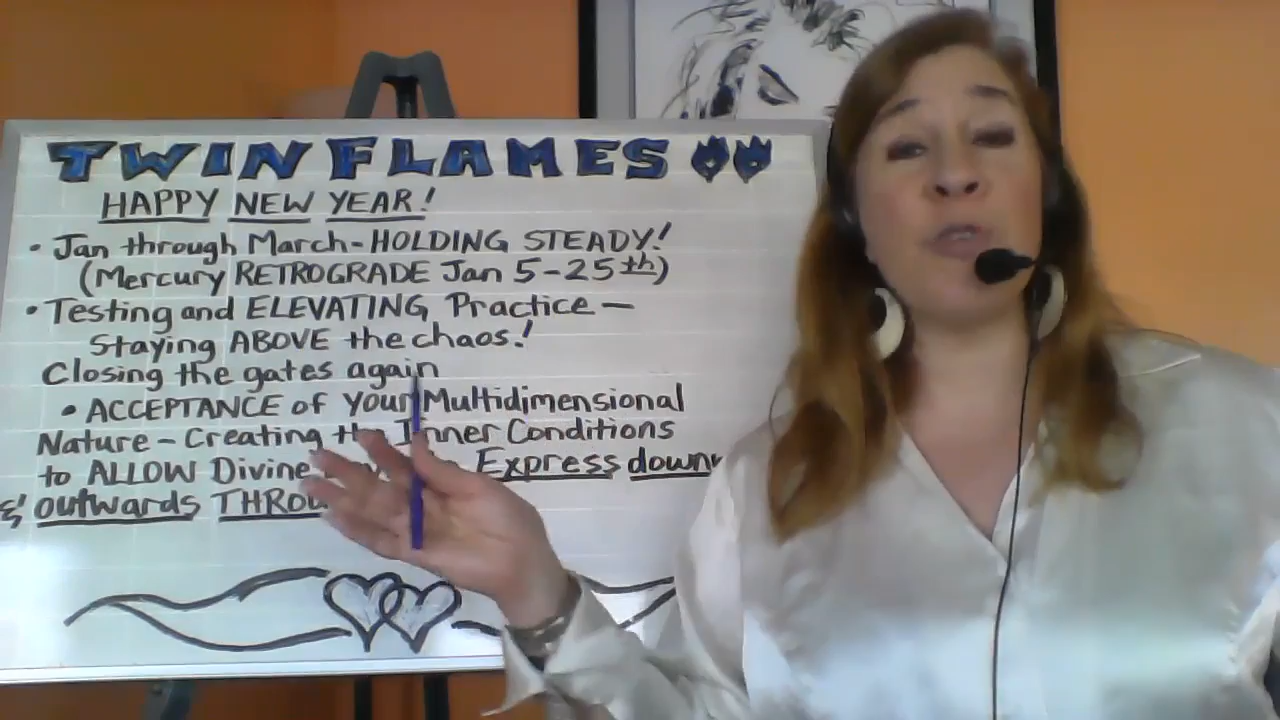 TWIN FLAMES
HAPPY NEW YEAR!
• Jan through March - HOLDING STEADY!
(Mercury RETROGRADE Jan 5-25th)
• Testing and ELEVATING Practice —
Staying ABOVE the chaos!
Closing the gates again
• ACCEPTANCE of your Multidimensional
Nature - Creating the Inner Conditions
to ALLOW Divine Express
& outwards